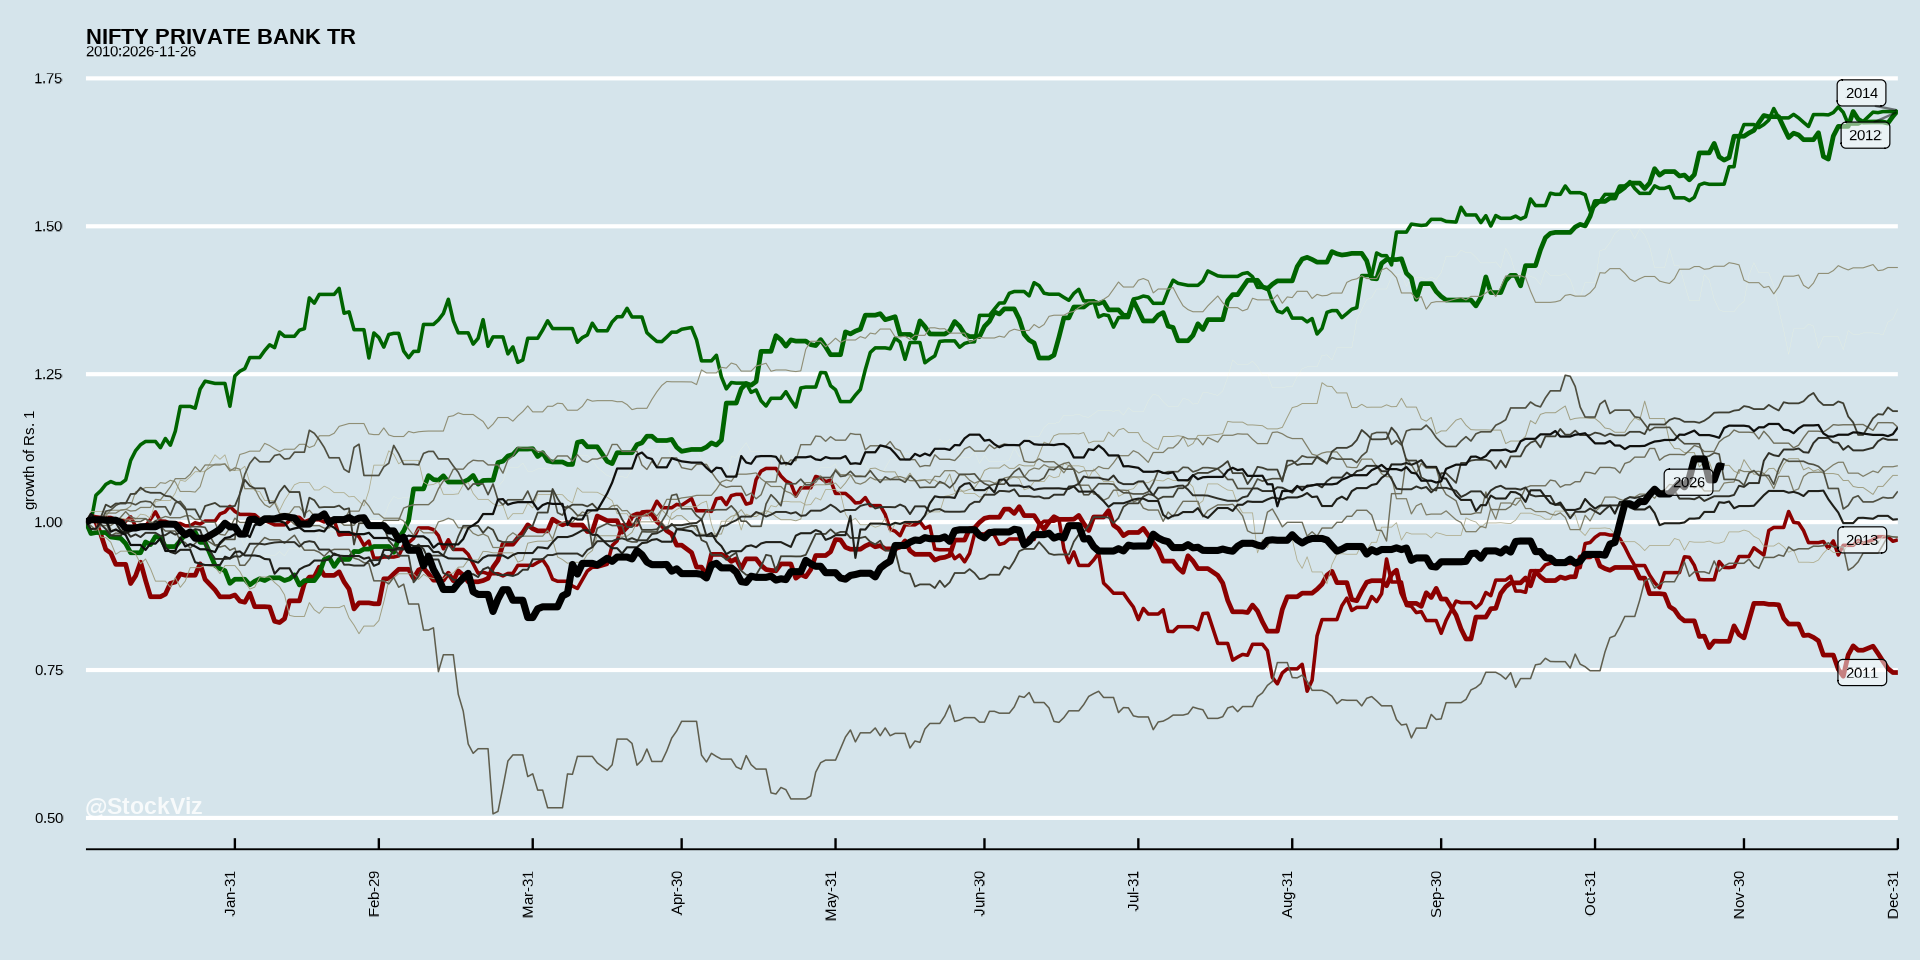 NIFTY PRIVATE BANK TR
2010:2026-11-26
1.75
1.50
1.25
1.00
0.75
0.50
growth of Rs. 1
2014
2012
2026
2013
2011
@StockViz
Jan-31
Feb-29
Mar-31
Apr-30
May-31
Jun-30
Jul-31
Aug-31
Sep-30
Oct-31
Nov-30
Dec-31